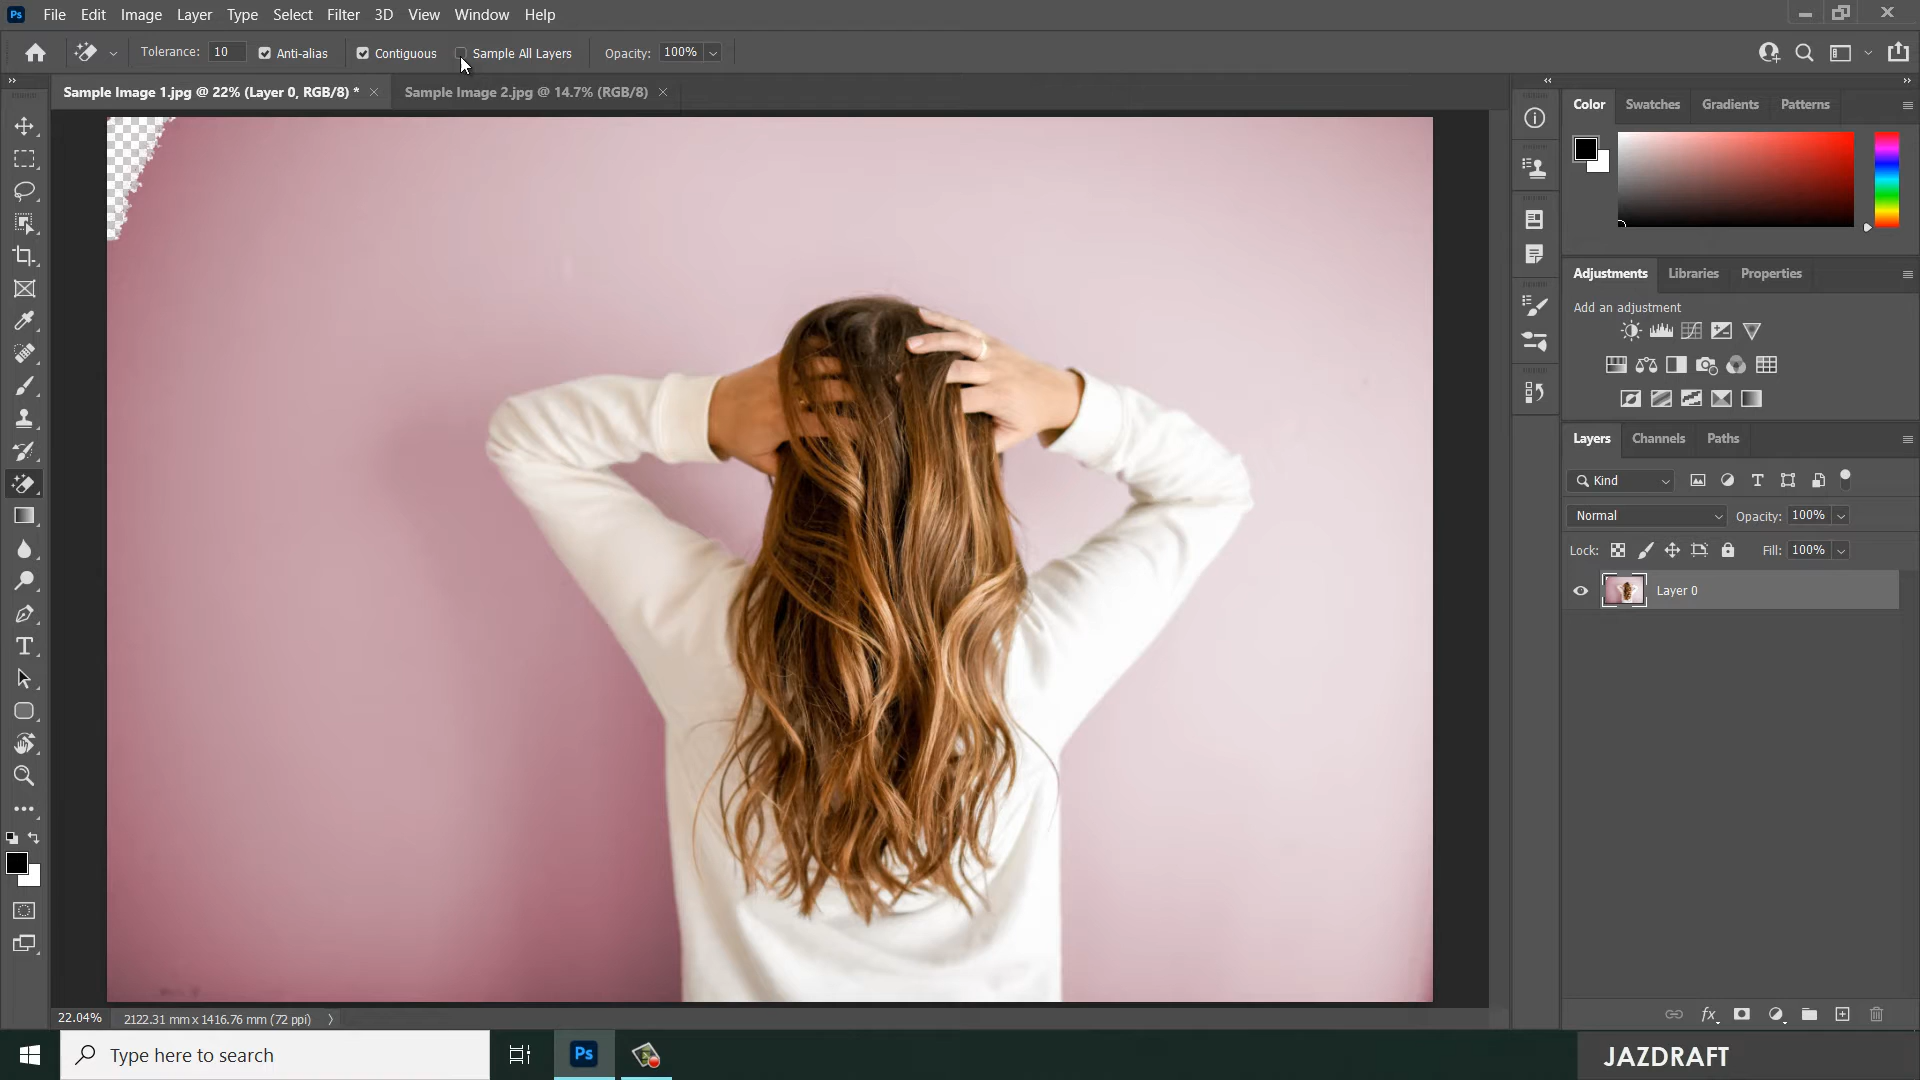 Ps File Edit Image Layer Type Select Filter 3D View Window Help
Tolerance: 10 Anti-alias Contiguous Sample All Layers Opacity: 100%
Sample Image 1.jpg @ 22% (Layer 0, RGB/8) * Sample Image 2.jpg @ 14.7% (RGB/8)
Color Swatches Gradients Patterns
Adjustments Libraries Properties
Add an adjustment
Layers Channels Paths
Kind
Normal Opacity: 100%
Lock: Fill: 100%
Layer 0
22.04% 2122.31 mm x 1416.76 mm (72 ppi)
Type here to search Ps JAZDRAFT